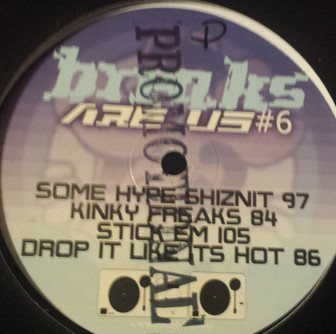 P
PROMOTIONAL
breaks
ARE US #6
SOME HYPE SHIZNIT 97
KINKY FREAKS 84
STICK EM 105
DROP IT LIKE ITS HOT 86